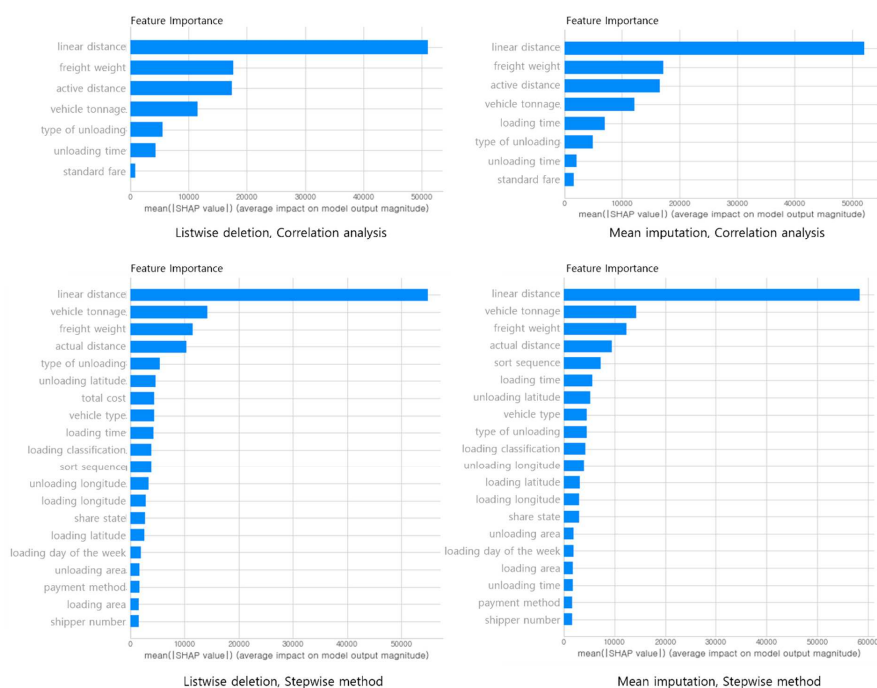 Feature Importance
linear distance
freight weight
active distance
vehicle tonnage
type of unloading
unloading time
standard fare
0 10000 20000 30000 40000 50000
mean(|SHAP value|) (average impact on model output magnitude)
Listwise deletion, Correlation analysis
Feature Importance
linear distance
freight weight
active distance
vehicle tonnage
loading time
type of unloading
unloading time
standard fare
0 10000 20000 30000 40000 50000
mean(|SHAP value|) (average impact on model output magnitude)
Mean imputation, Correlation analysis
Feature Importance
linear distance
vehicle tonnage
freight weight
actual distance
type of unloading
unloading latitude
total cost
vehicle type
loading time
loading classification
sort sequence
unloading longitude
loading longitude
share state
loading latitude
loading day of the week
unloading area
payment method
loading area
shipper number
0 10000 20000 30000 40000 50000
mean(|SHAP value|) (average impact on model output magnitude)
Listwise deletion, Stepwise method
Feature Importance
linear distance
vehicle tonnage
freight weight
actual distance
sort sequence
loading time
unloading latitude
vehicle type
type of unloading
loading classification
unloading longitude
loading latitude
loading longitude
share state
unloading area
loading day of the week
loading area
unloading time
payment method
shipper number
0 10000 20000 30000 40000 50000 60000
mean(|SHAP value|) (average impact on model output magnitude)
Mean imputation, Stepwise method